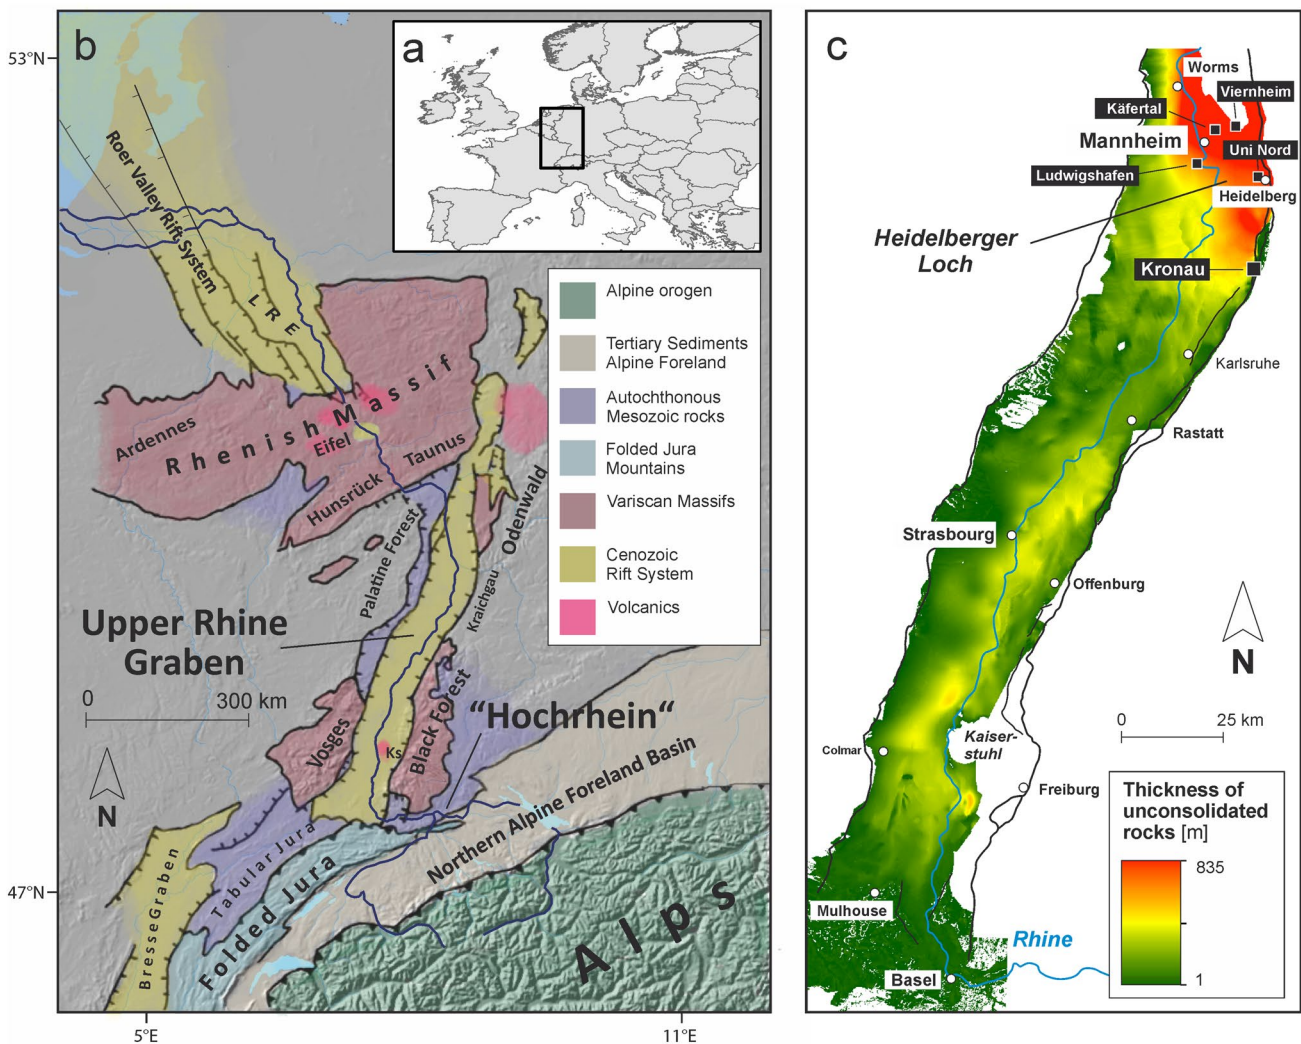 b
a
53°N
47°N
5°E
11°E
Roer Valley Rift System
L R E
Rhenish Massif
Ardennes
Eifel
Taunus
Hunsrück
Palatine Forest
Odenwald
Kraichgau
Upper Rhine
Graben
0
300 km
N
Vosges
Ks
Black Forest
“Hochrhein“
Northern Alpine Foreland Basin
Bresse Graben
Tabular Jura
Folded Jura
Alps
Alpine orogen
Tertiary Sediments
Alpine Foreland
Autochthonous
Mesozoic rocks
Folded Jura
Mountains
Variscan Massifs
Cenozoic
Rift System
Volcanics
c
Worms
Viernheim
Käfertal
Mannheim
Uni Nord
Ludwigshafen
Heidelberg
Heidelberger
Loch
Kronau
Karlsruhe
Rastatt
Strasbourg
Offenburg
N
Kaiser-
stuhl
0
25 km
Colmar
Freiburg
Mulhouse
Rhine
Basel
Thickness of
unconsolidated
rocks [m]
835
1